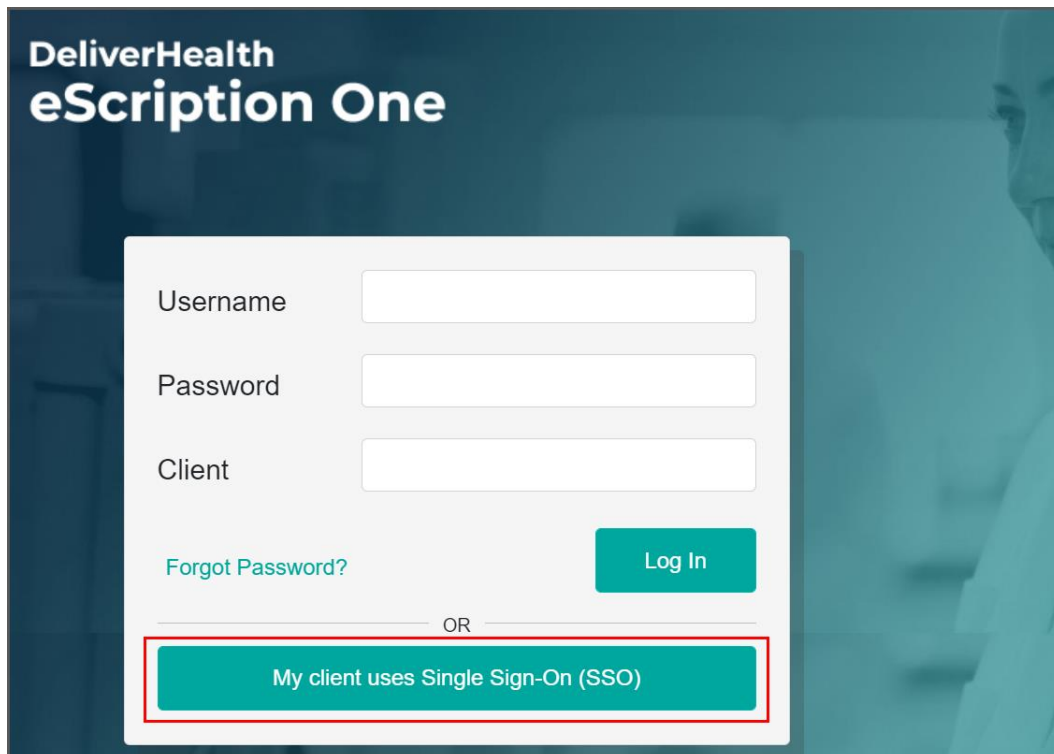 DeliverHealth
eScription One
Username
Password
Client
Forgot Password?
Log In
OR
My client uses Single Sign-On (SSO)